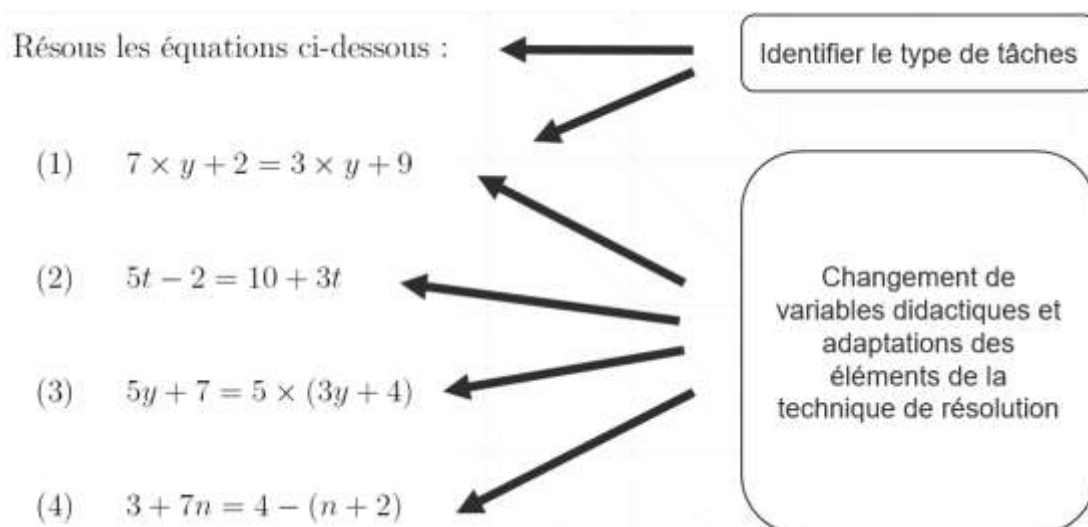 Résous les équations ci-dessous :
Identifier le type de tâches
(1) 7 × y + 2 = 3 × y + 9
(2) 5t − 2 = 10 + 3t
(3) 5y + 7 = 5 × (3y + 4)
(4) 3 + 7n = 4 − (n + 2)
Changement de
variables didactiques et
adaptations des
éléments de la
technique de résolution